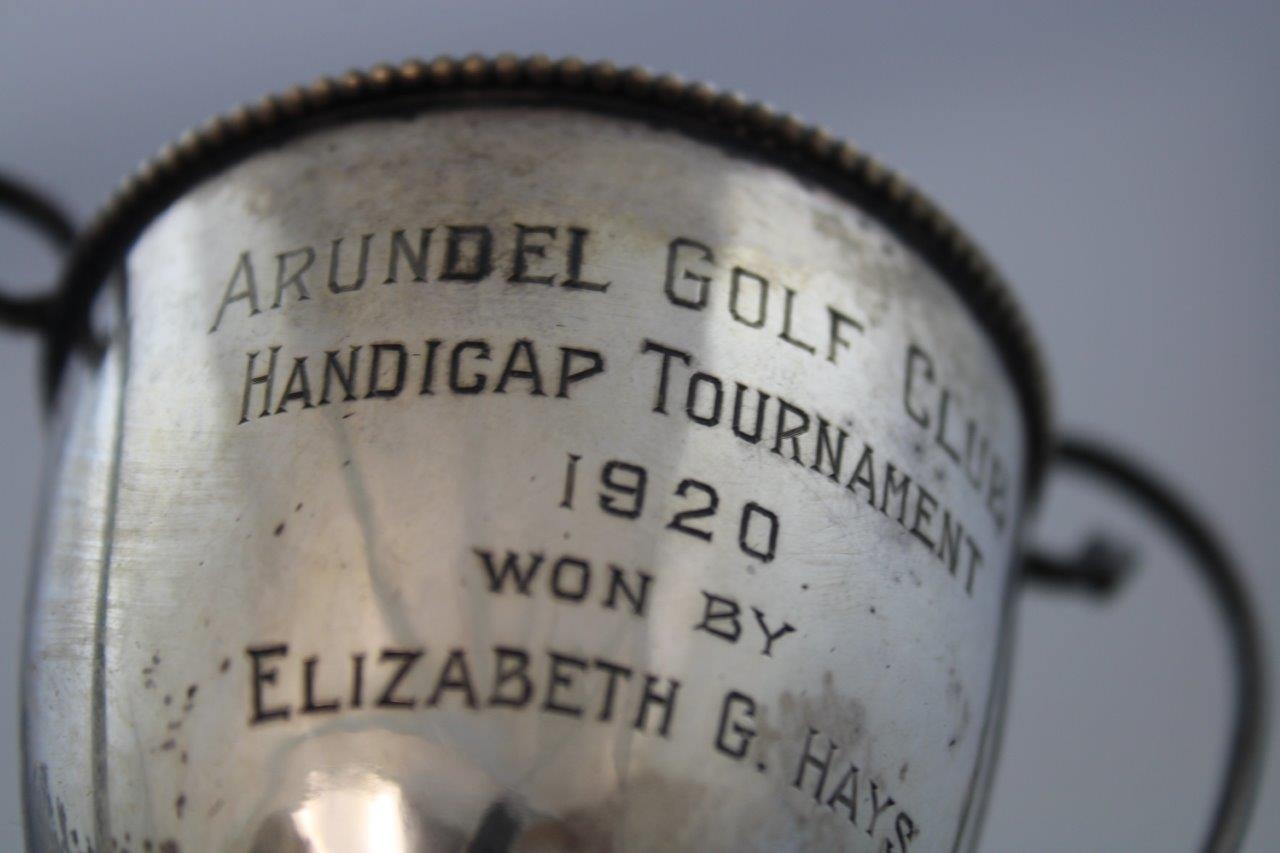 ARUNDEL GOLF CLUB
HANDICAP TOURNAMENT
1920
WON BY
ELIZABETH G. HAYS